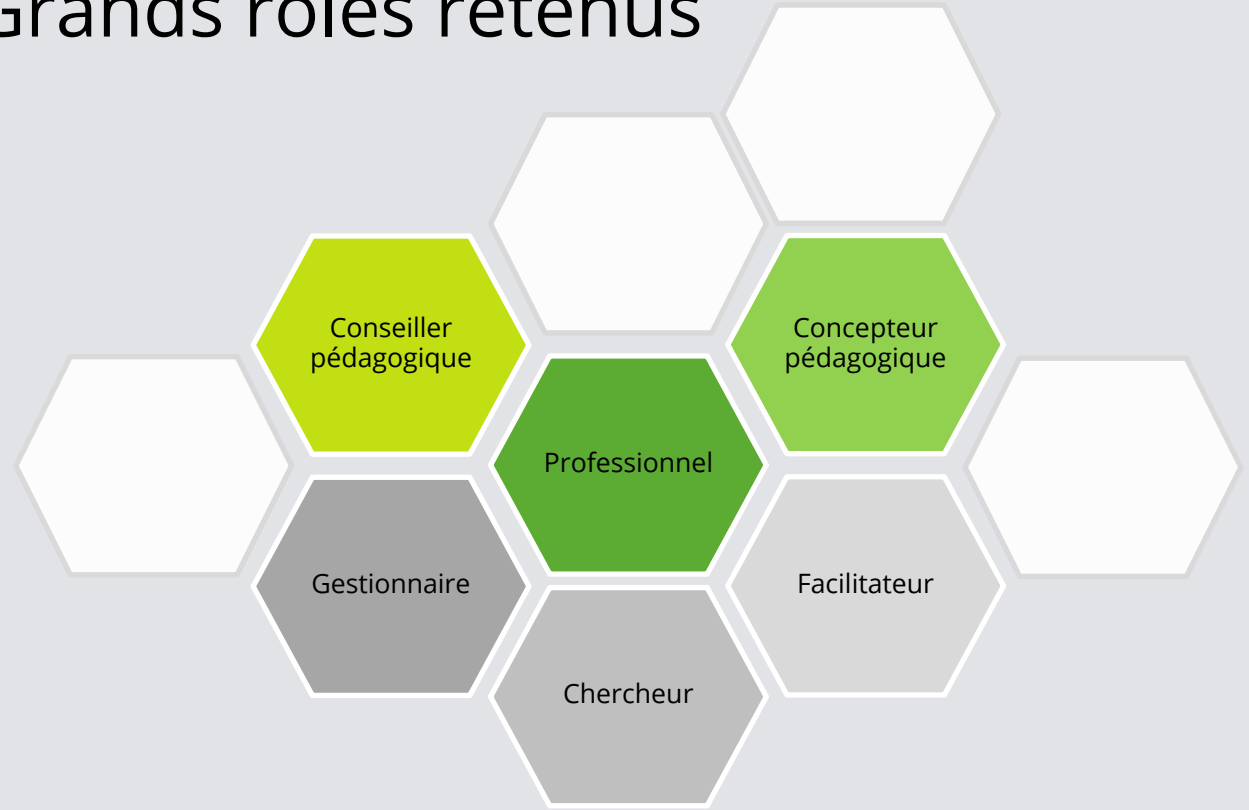 Grands rôles retenus
Conseiller
pédagogique
Concepteur
pédagogique
Professionnel
Gestionnaire
Facilitateur
Chercheur